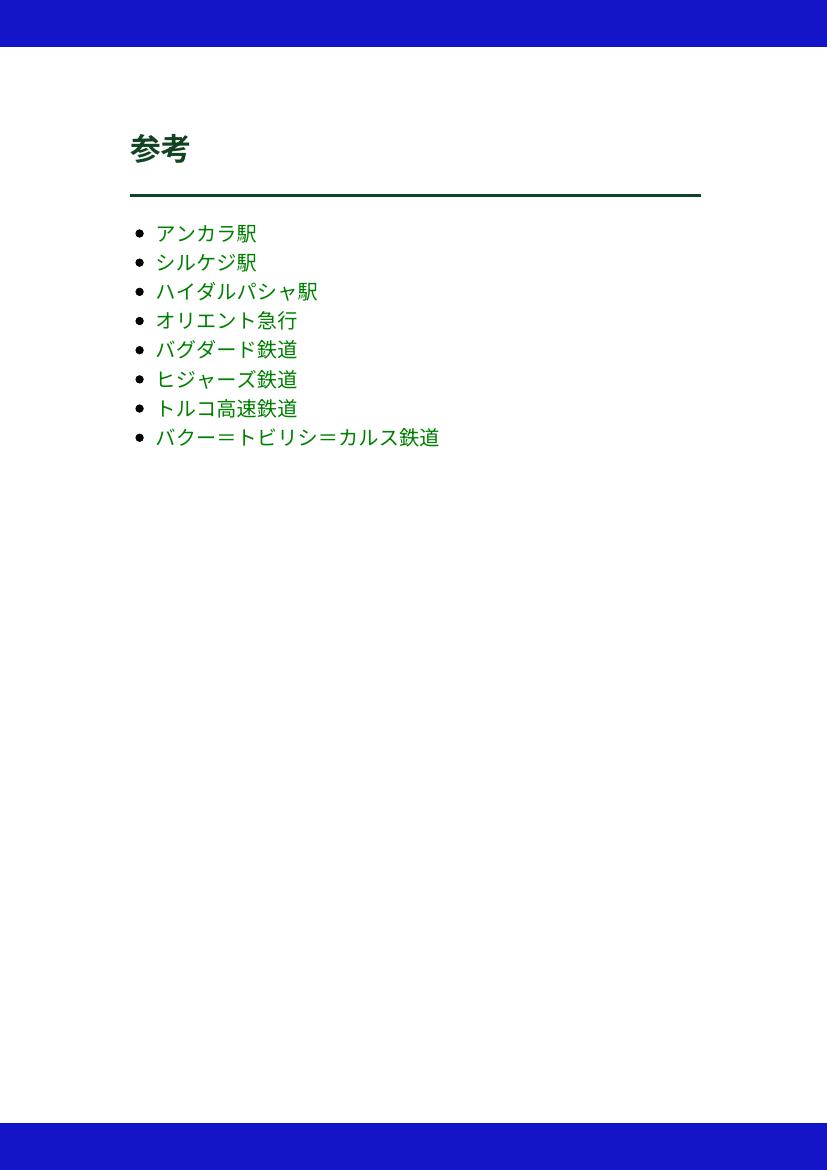 参考
アンカラ駅
シルケジ駅
ハイダルパシャ駅
オリエント急行
バグダード鉄道
ヒジャーズ鉄道
トルコ高速鉄道
バクー＝トビリシ＝カルス鉄道